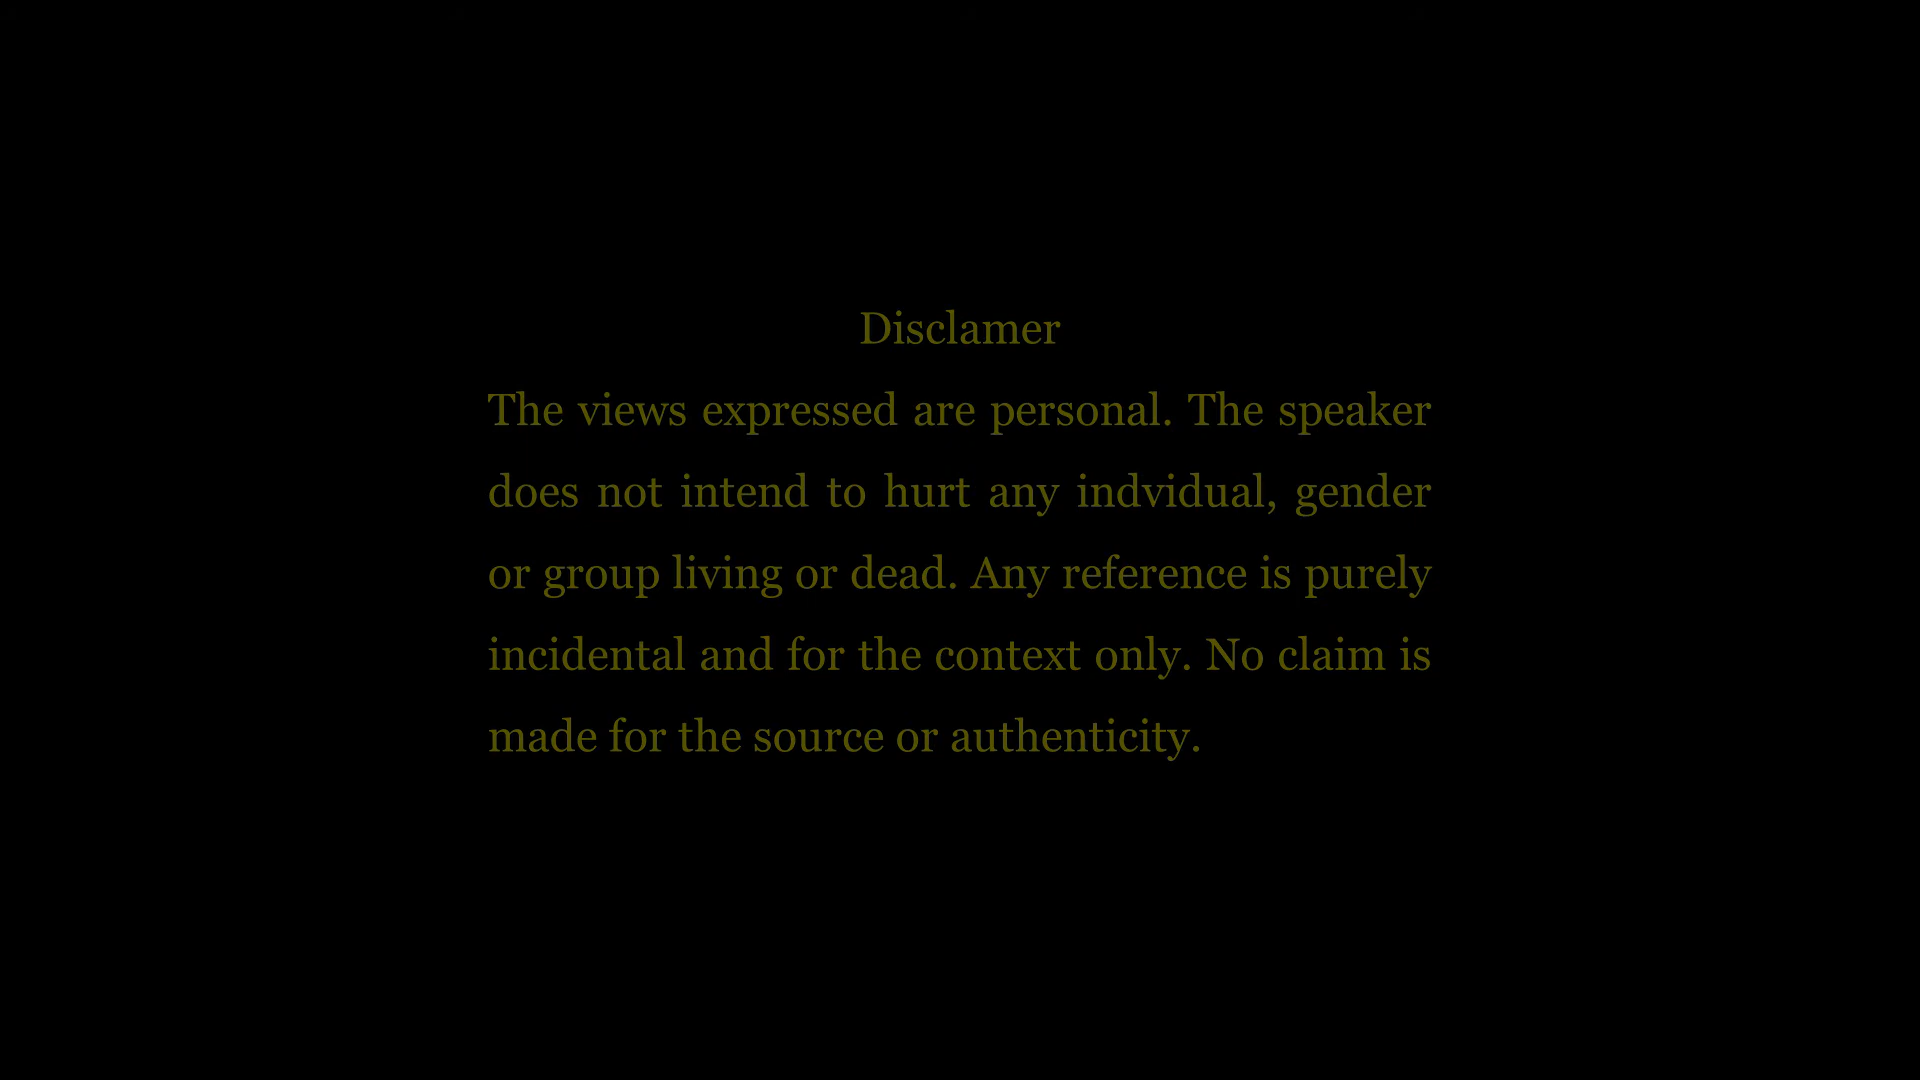 Disclamer
The views expressed are personal. The speaker
does not intend to hurt any indvidual, gender
or group living or dead. Any reference is purely
incidental and for the context only. No claim is
made for the source or authenticity.